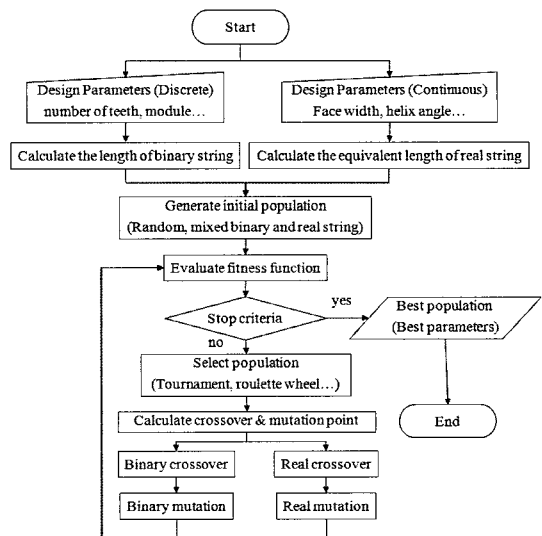 Start
Design Parameters (Discrete)
number of teeth, module…
Design Parameters (Continuous)
Face width, helix angle…
Calculate the length of binary string
Calculate the equivalent length of real string
Generate initial population
(Random, mixed binary and real string)
Evaluate fitness function
Stop criteria
yes
Best population
(Best parameters)
no
Select population
(Tournament, roulette wheel…)
Calculate crossover & mutation point
End
Binary crossover
Real crossover
Binary mutation
Real mutation